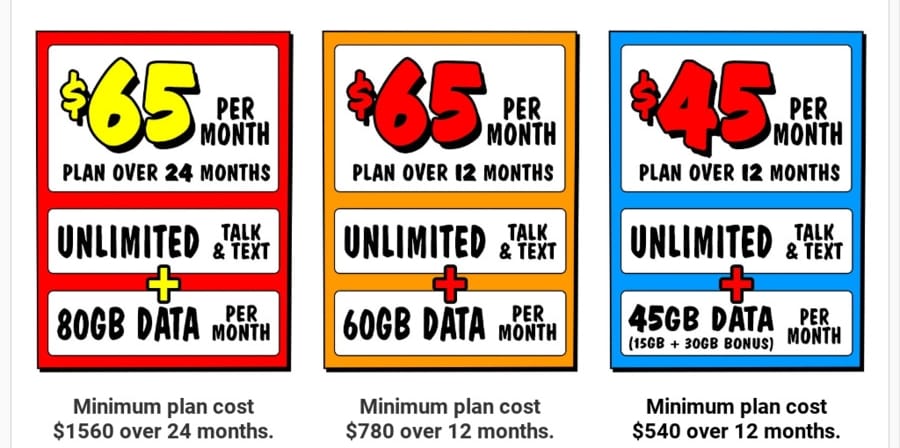 $65 PER MONTH
PLAN OVER 24 MONTHS
UNLIMITED TALK & TEXT
+
80GB DATA PER MONTH
Minimum plan cost
$1560 over 24 months.
$65 PER MONTH
PLAN OVER 12 MONTHS
UNLIMITED TALK & TEXT
+
60GB DATA PER MONTH
Minimum plan cost
$780 over 12 months.
$45 PER MONTH
PLAN OVER 12 MONTHS
UNLIMITED TALK & TEXT
+
45GB DATA PER MONTH
(15GB + 30GB BONUS)
Minimum plan cost
$540 over 12 months.